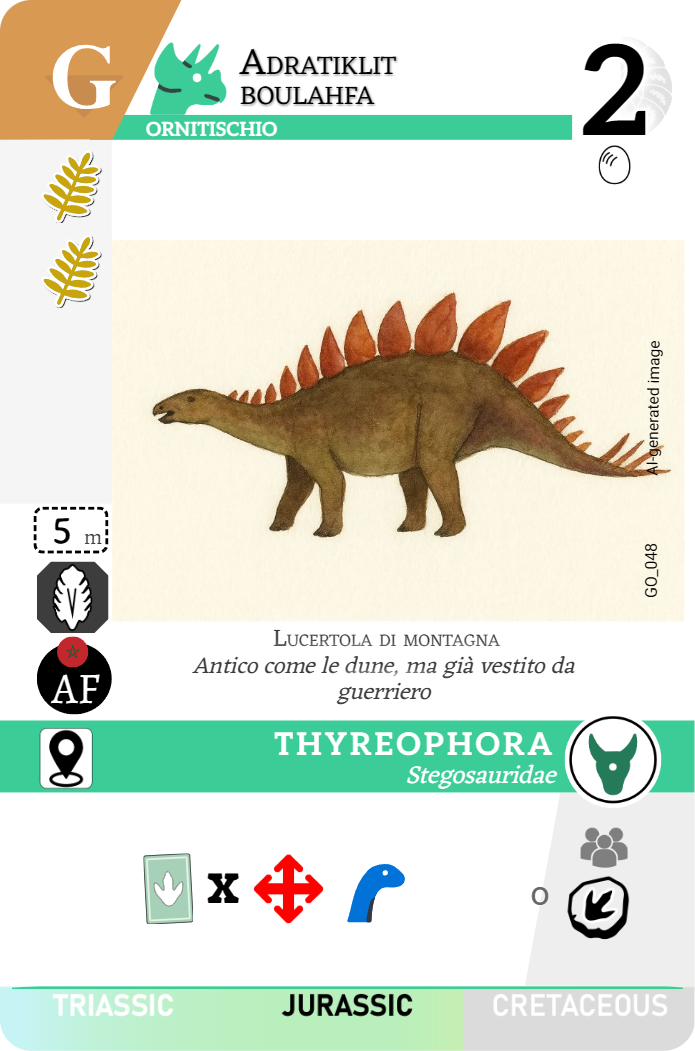 G
Adratiklit
boulahfa
2
ORNITISCHIO
AI-generated image
5 m
GO_048
AF
Lucertola di montagna
Antico come le dune, ma già vestito da
guerriero
THYREOPHORA
Stegosauridae
x
o
TRIASSIC JURASSIC CRETACEOUS